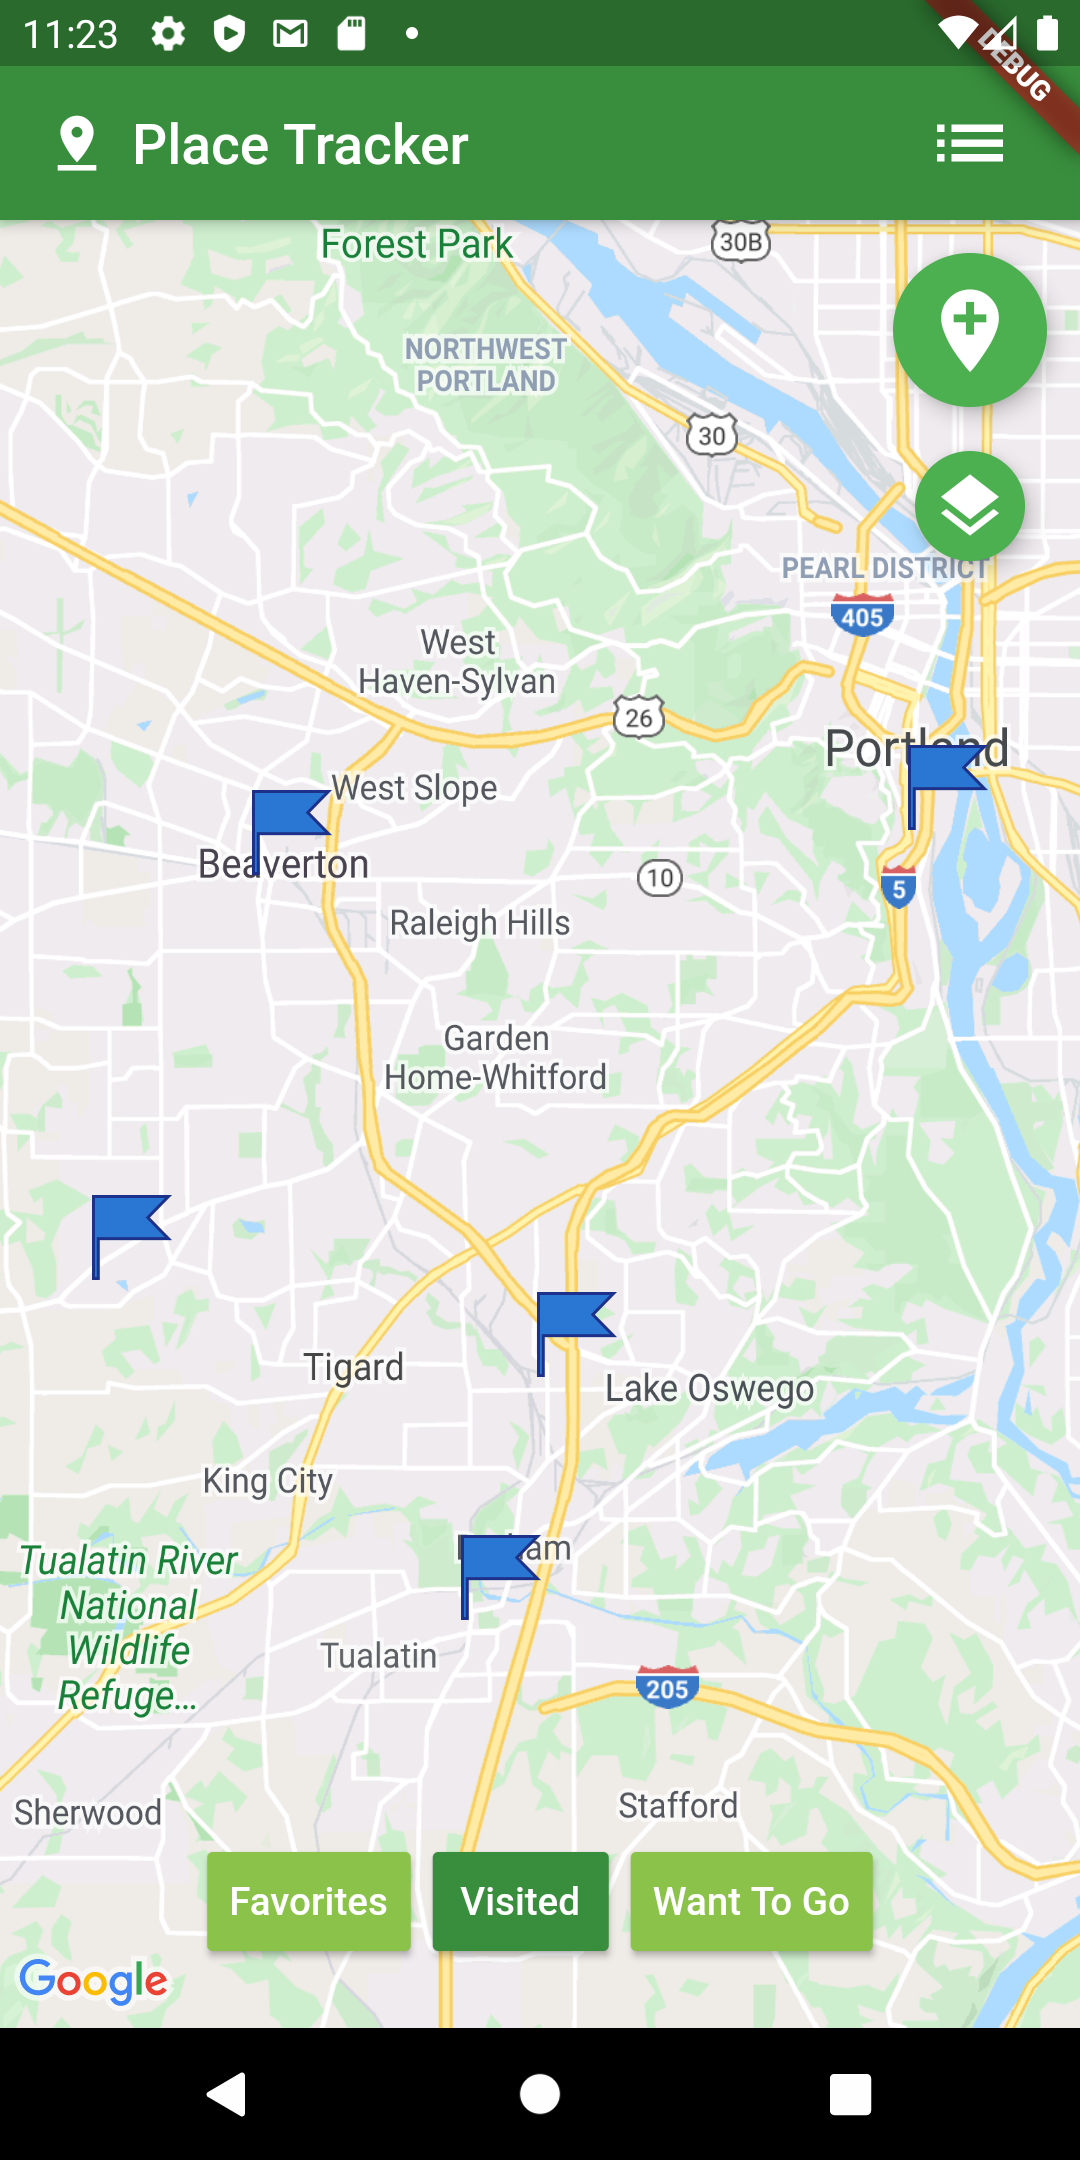 11:23
DEBUG
Place Tracker
Forest Park
30B
NORTHWEST
PORTLAND
30
PEARL DISTRICT
405
West
Haven-Sylvan
26
Portland
West Slope
Beaverton
10
5
Raleigh Hills
Garden
Home-Whitford
Tigard
Lake Oswego
King City
Tualatin River
National
Wildlife
Refuge...
Tualatin
205
Sherwood
Stafford
Favorites
Visited
Want To Go
Google